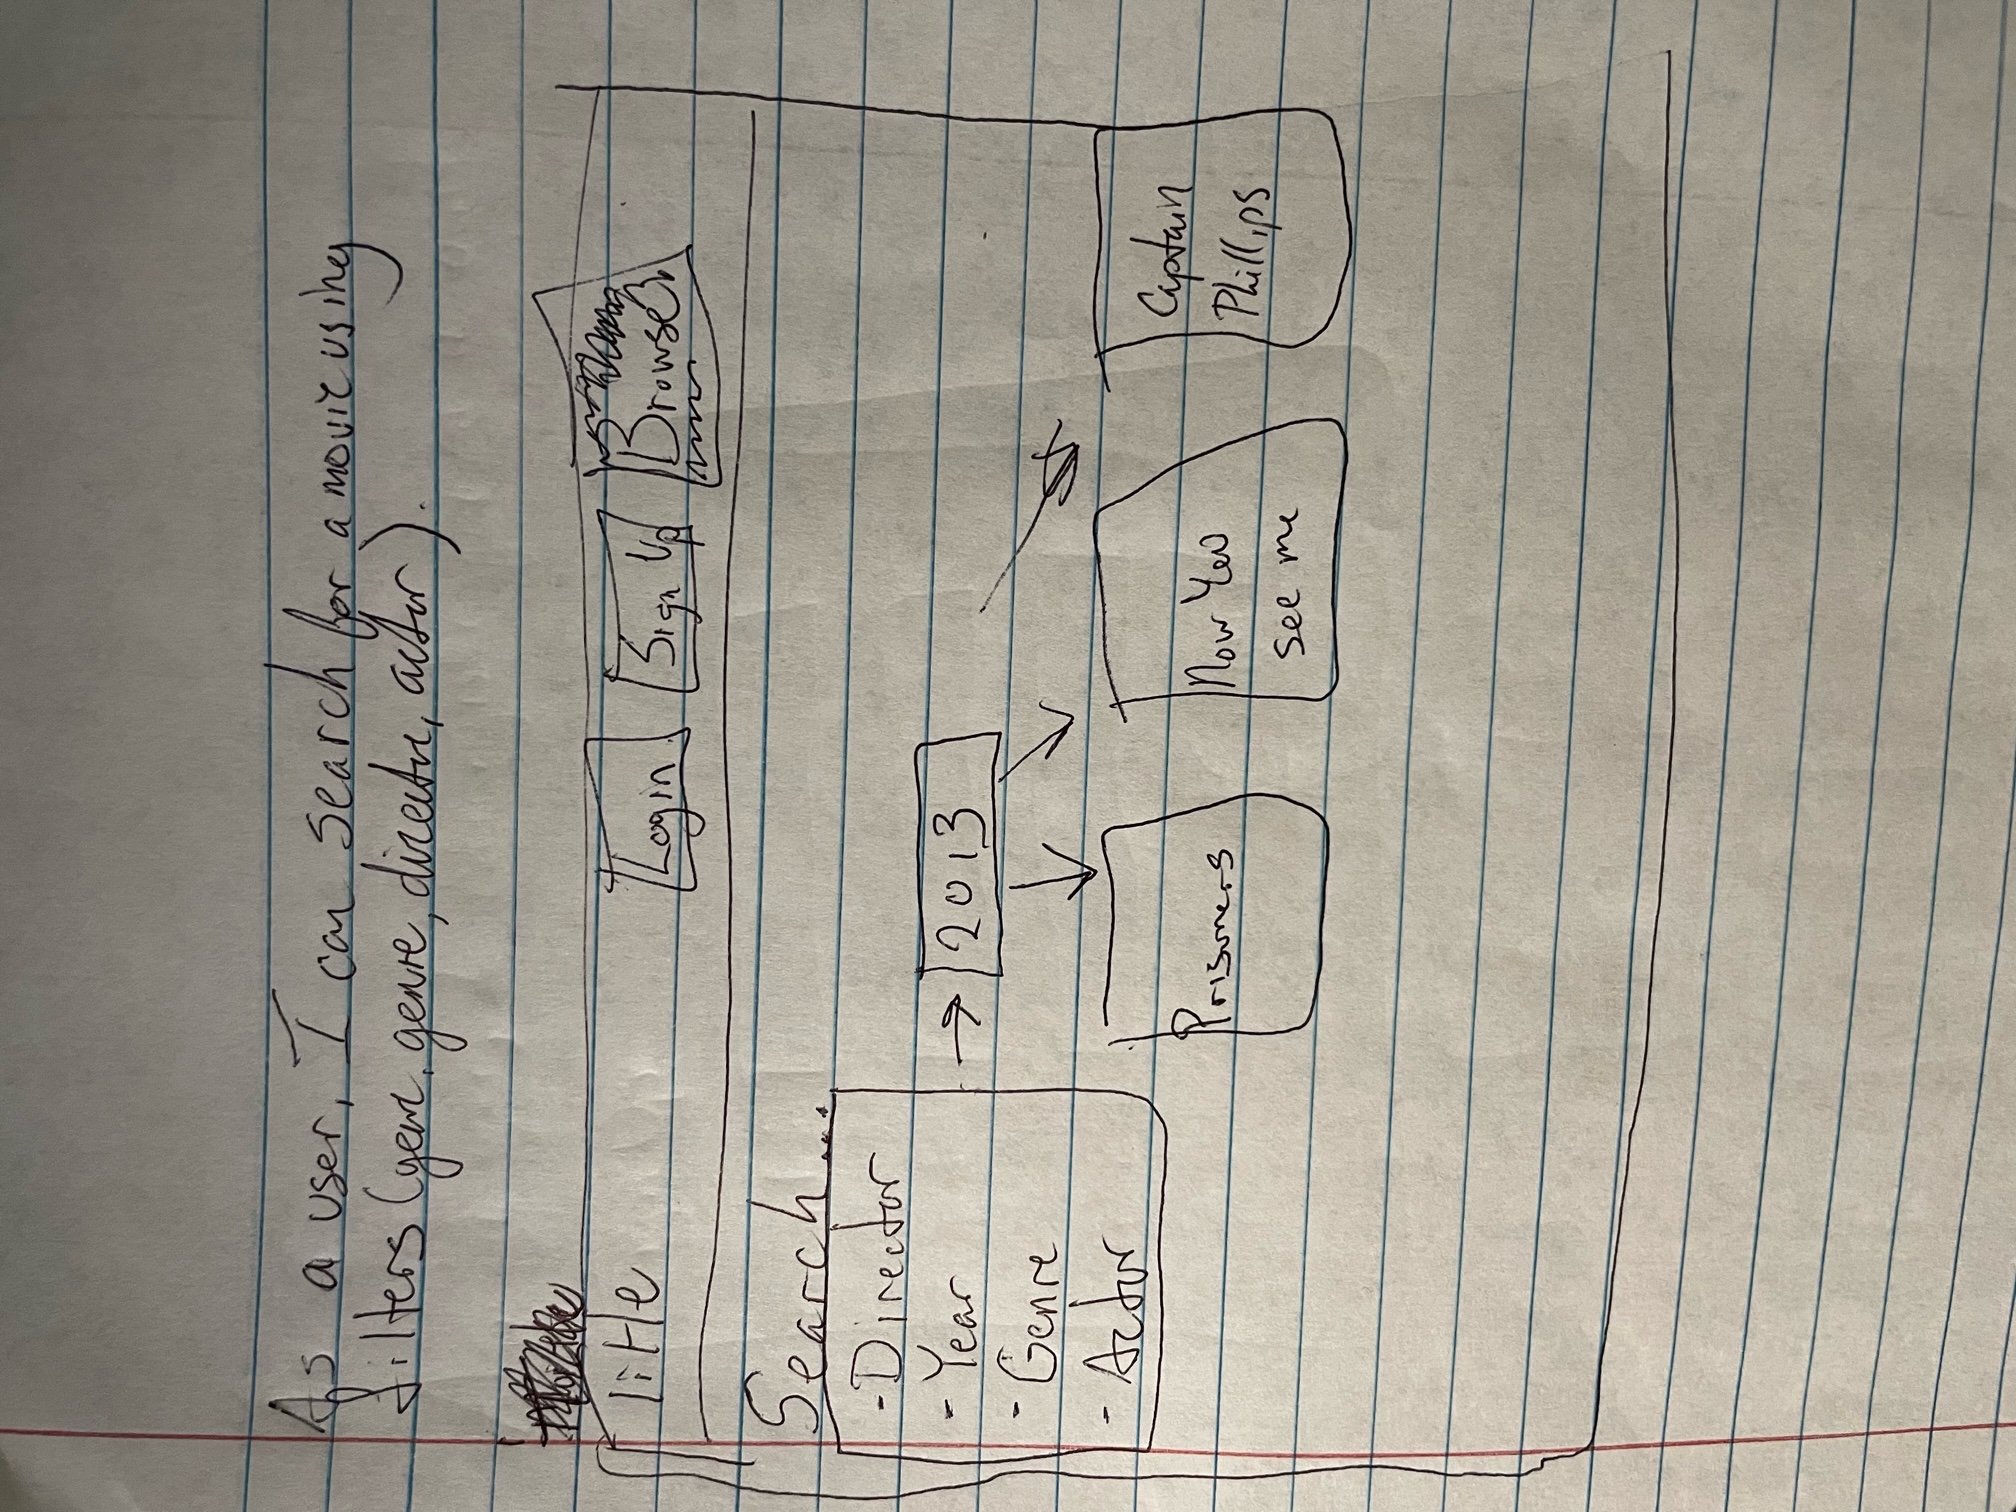 As a user, I can search for a movie using
filters (year, genre, director, actor).
Title Login Sign Up Browse
Search...
- Director
- Year → 2013
- Genre
- Actor
Prisoners
Now You
see me
Captain
Phillips